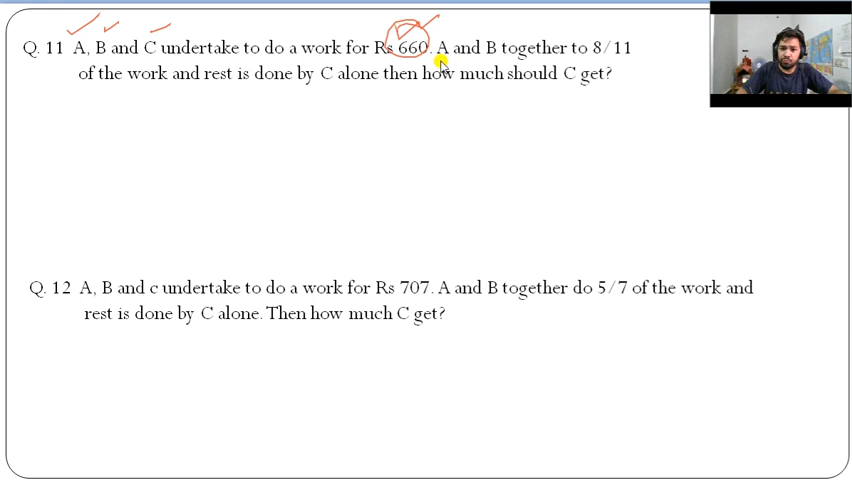 Q. 11 A, B and C undertake to do a work for Rs 660. A and B together to 8/11
of the work and rest is done by C alone then how much should C get?
Q. 12 A, B and c undertake to do a work for Rs 707. A and B together do 5/7 of the work and
rest is done by C alone. Then how much C get?